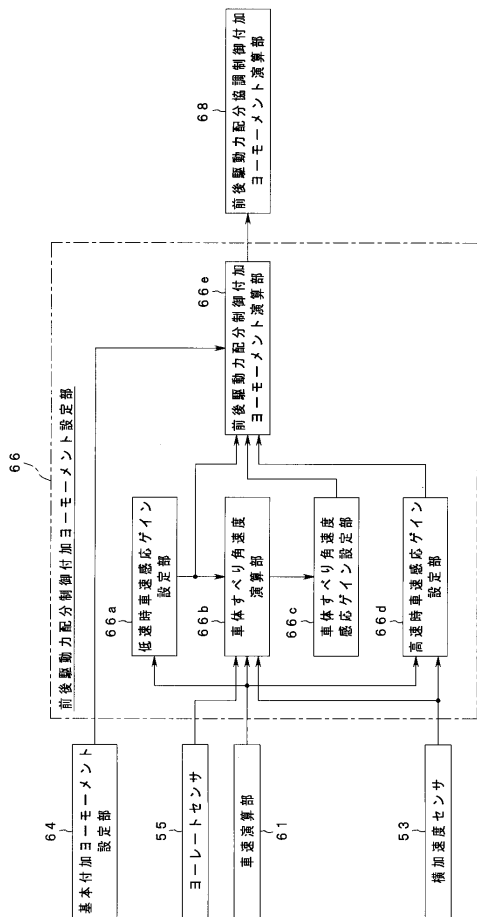 66
前後駆動力配分制御付加ヨーモーメント設定部
64
基本付加ヨーモーメント
設定部
55
ヨーレートセンサ
車速演算部
61
横加速度センサ
53
66a
低速時車速感応ゲイン
設定部
66b
車体すべり角速度
演算部
66c
車体すべり角速度
感応ゲイン設定部
66d
高速時車速感応ゲイン
設定部
66e
前後駆動力配分制御付加
ヨーモーメント演算部
68
前後駆動力配分協調制御付加
ヨーモーメント演算部